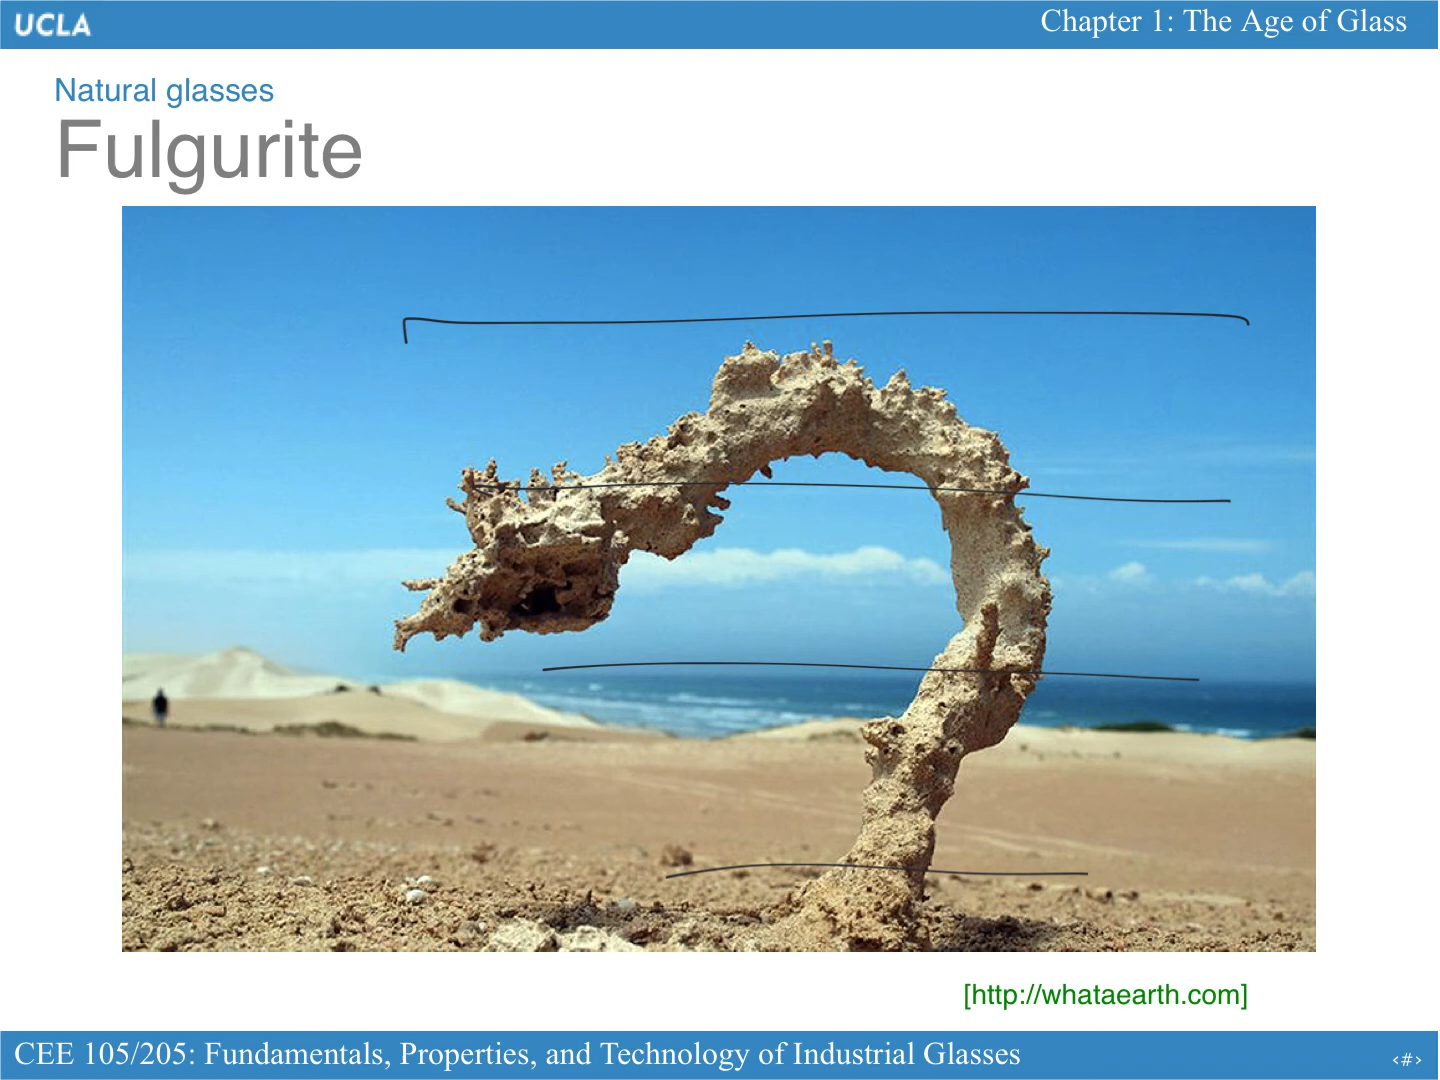 UCLA
Chapter 1: The Age of Glass
Natural glasses
Fulgurite
[http://whataearth.com]
CEE 105/205: Fundamentals, Properties, and Technology of Industrial Glasses
‹#›